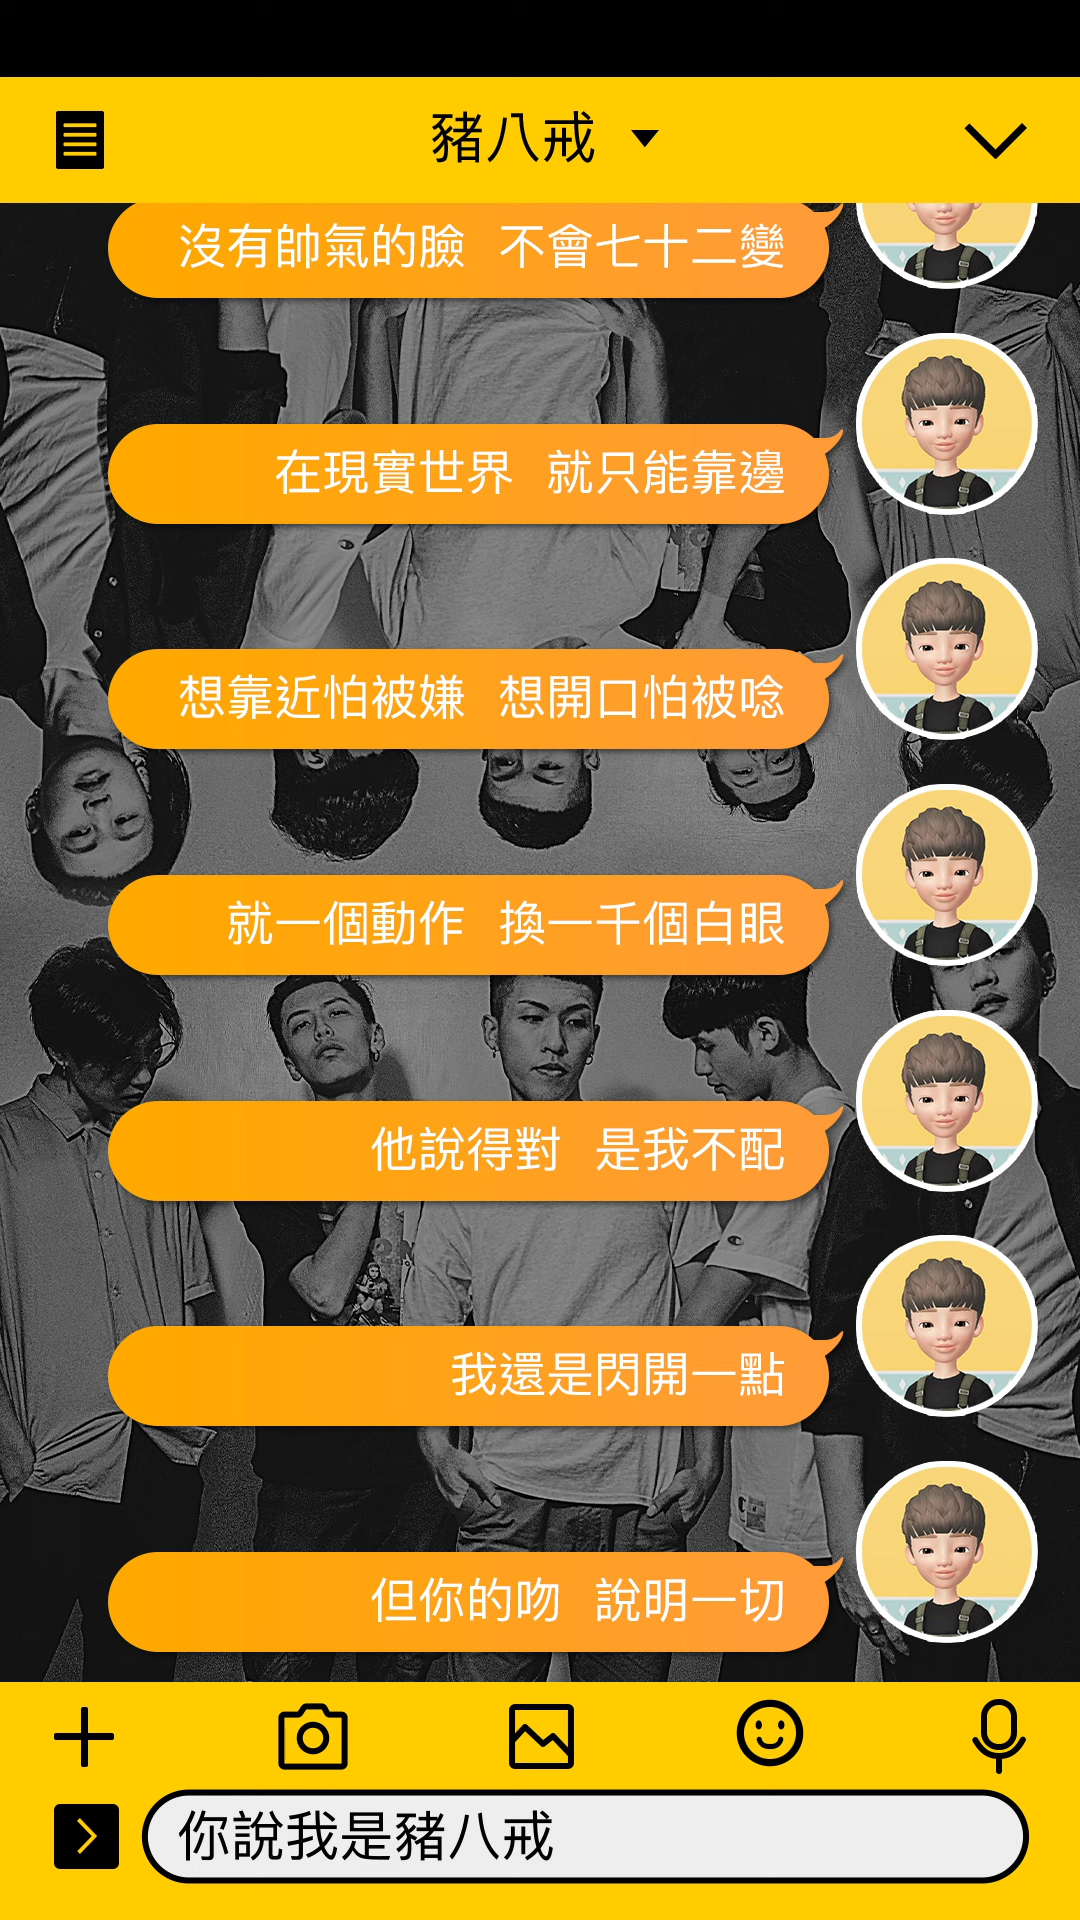 豬八戒
沒有帥氣的臉 不會七十二變
在現實世界 就只能靠邊
想靠近怕被嫌 想開口怕被唸
就一個動作 換一千個白眼
他說得對 是我不配
我還是閃開一點
但你的吻 說明一切
你說我是豬八戒